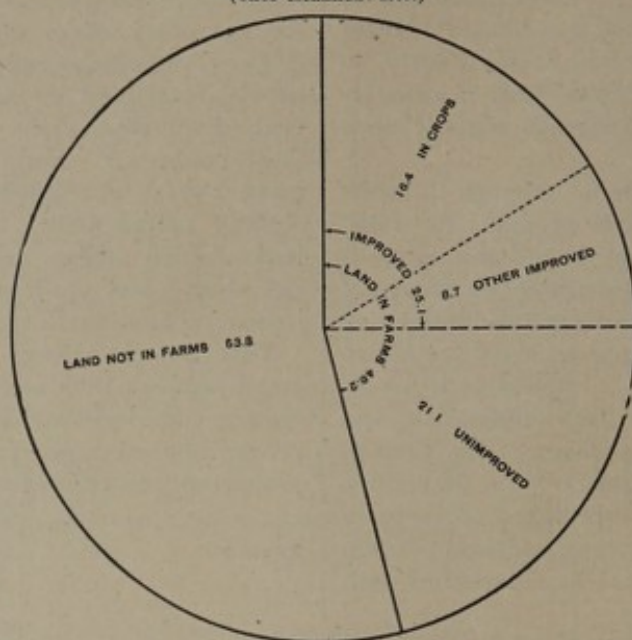 16.4 IN CROPS
IMPROVED 25.1
LAND IN FARMS 46.2
8.7 OTHER IMPROVED
LAND NOT IN FARMS 53.8
21.1 UNIMPROVED